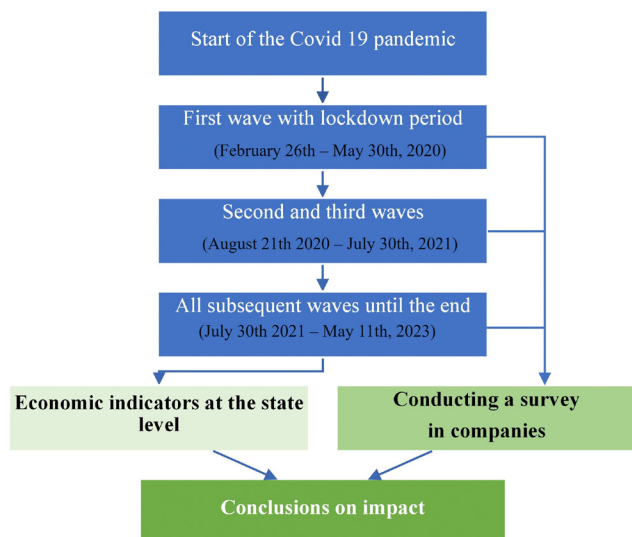 Start of the Covid 19 pandemic
First wave with lockdown period
(February 26th – May 30th, 2020)
Second and third waves
(August 21th 2020 – July 30th, 2021)
All subsequent waves until the end
(July 30th 2021 – May 11th, 2023)
Economic indicators at the state
level
Conducting a survey
in companies
Conclusions on impact